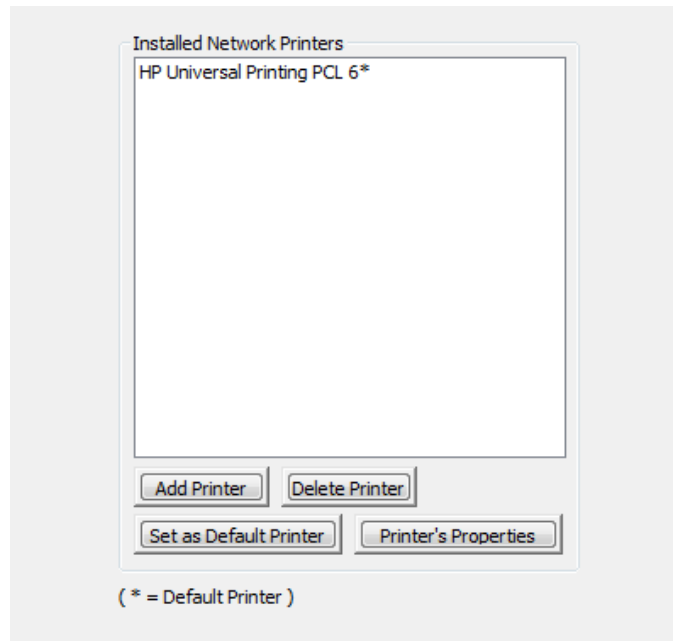 Installed Network Printers
HP Universal Printing PCL 6*
Add Printer
Delete Printer
Set as Default Printer
Printer's Properties
( * = Default Printer )